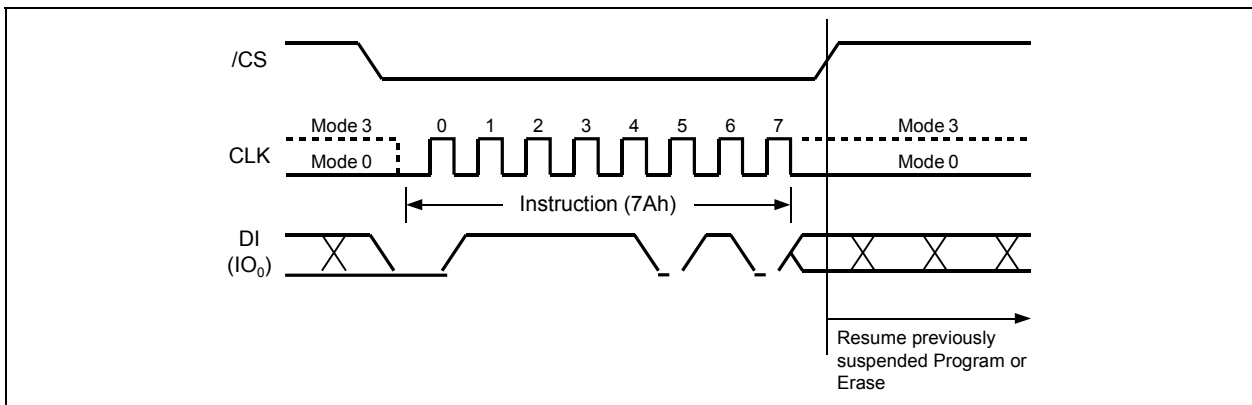 /CS
Mode 3
0 1 2 3 4 5 6 7
Mode 3
CLK
Mode 0
Mode 0
Instruction (7Ah)
DI
(IO₀)
Resume previously
suspended Program or
Erase